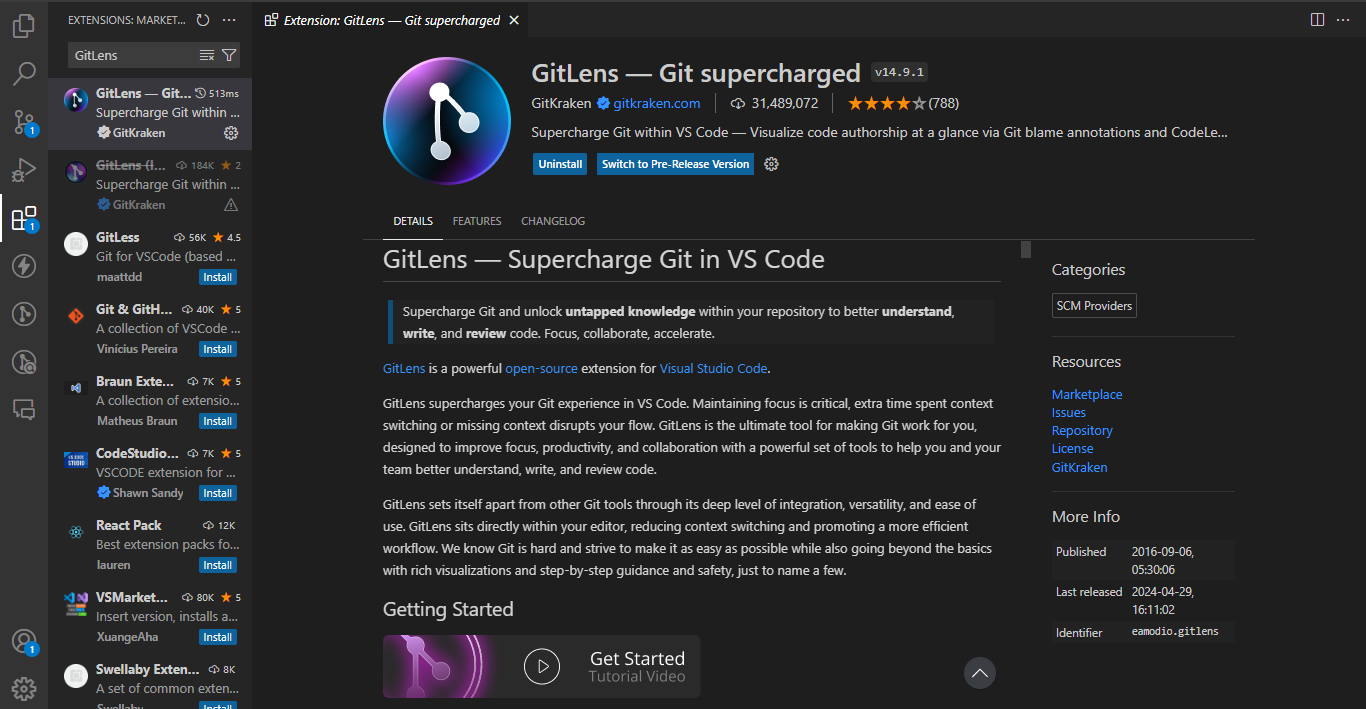 EXTENSIONS: MARKET...
GitLens
GitLens — Git... 513ms
Supercharge Git within ...
GitKraken
GitLens (I... 184K 2
Supercharge Git within ...
GitKraken
GitLess 56K 4.5
Git for VSCode (based ...
maattdd Install
Git & GitH... 40K 5
A collection of VSCode ...
Vinícius Pereira Install
Braun Exte... 7K 5
A collection of extensio...
Matheus Braun Install
CodeStudio... 7K 5
VSCODE extension for ...
Shawn Sandy Install
React Pack 12K
Best extension packs fo...
lauren Install
VSMarket... 80K 5
Insert version, installs a...
XuangeAha Install
Swellaby Exten... 8K
A set of common exten...
Swellaby Install
1
1
1
Extension: GitLens — Git supercharged
GitLens — Git supercharged v14.9.1
GitKraken gitkraken.com 31,489,072 (788)
Supercharge Git within VS Code — Visualize code authorship at a glance via Git blame annotations and CodeLe...
Uninstall Switch to Pre-Release Version
DETAILS FEATURES CHANGELOG
GitLens — Supercharge Git in VS Code
Supercharge Git and unlock untapped knowledge within your repository to better understand,
write, and review code. Focus, collaborate, accelerate.
GitLens is a powerful open-source extension for Visual Studio Code.
GitLens supercharges your Git experience in VS Code. Maintaining focus is critical, extra time spent context
switching or missing context disrupts your flow. GitLens is the ultimate tool for making Git work for you,
designed to improve focus, productivity, and collaboration with a powerful set of tools to help you and your
team better understand, write, and review code.
GitLens sets itself apart from other Git tools through its deep level of integration, versatility, and ease of
use. GitLens sits directly within your editor, reducing context switching and promoting a more efficient
workflow. We know Git is hard and strive to make it as easy as possible while also going beyond the basics
with rich visualizations and step-by-step guidance and safety, just to name a few.
Getting Started
Get Started
Tutorial Video
Categories
SCM Providers
Resources
Marketplace
Issues
Repository
License
GitKraken
More Info
Published 2016-09-06,
05:30:06
Last released 2024-04-29,
16:11:02
Identifier eamodio.gitlens